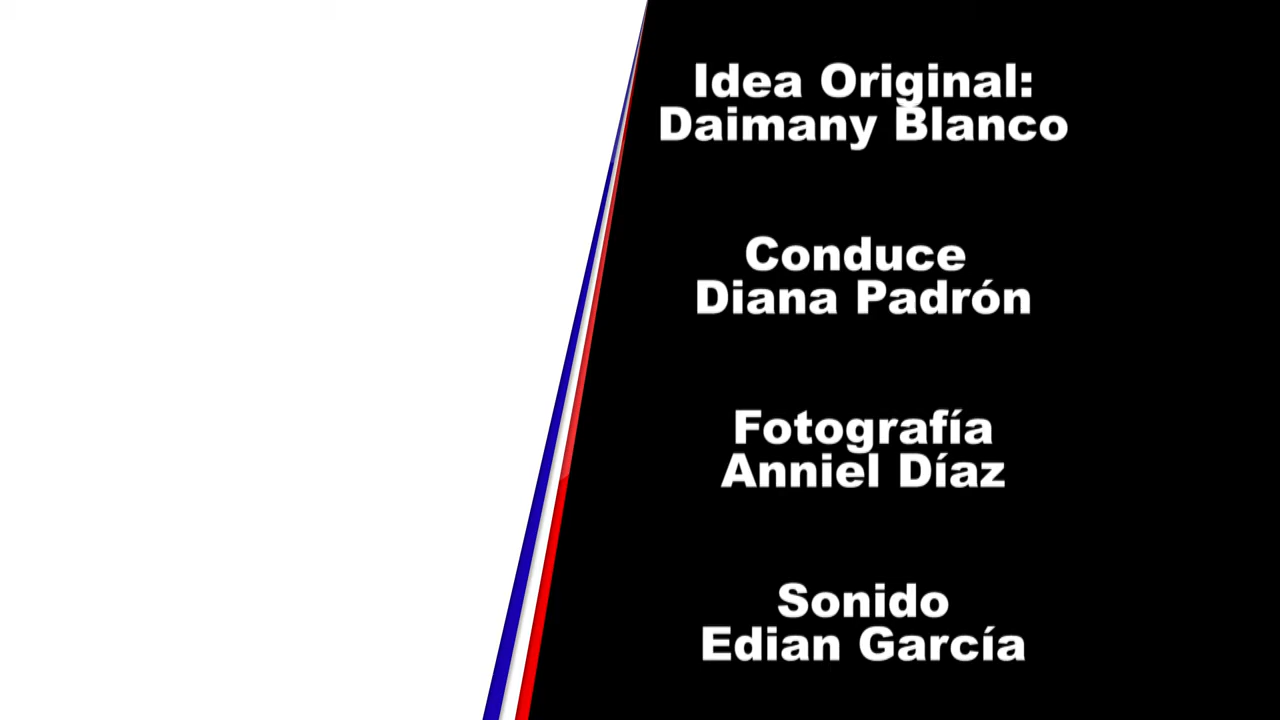 Idea Original:
Daimany Blanco
Conduce
Diana Padrón
Fotografía
Anniel Díaz
Sonido
Edian García